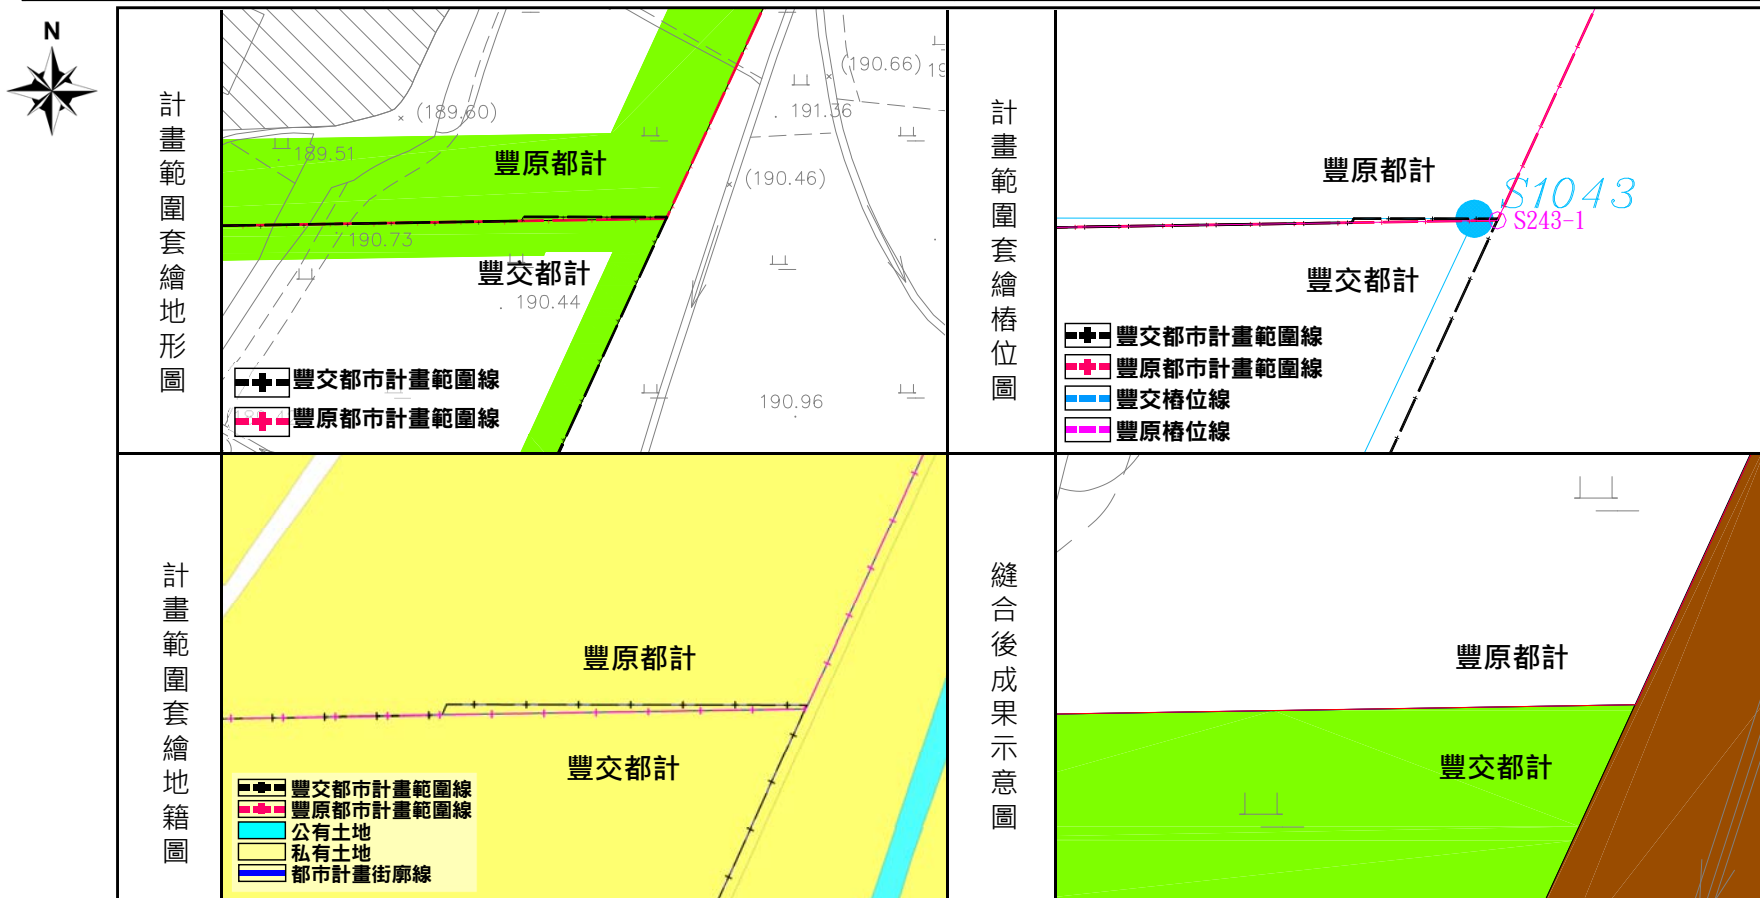 N
計畫範圍套繪地形圖
(189.60)
189.51
豐原都計
190.73
豐交都計
190.44
(190.66)
19
191.36
(190.46)
190.96
豐交都市計畫範圍線
豐原都市計畫範圍線
計畫範圍套繪樁位圖
豐原都計
S1043
S243-1
豐交都計
豐交都市計畫範圍線
豐原都市計畫範圍線
豐交樁位線
豐原樁位線
計畫範圍套繪地籍圖
豐原都計
豐交都計
豐交都市計畫範圍線
豐原都市計畫範圍線
公有土地
私有土地
都市計畫街廓線
縫合後成果示意圖
豐原都計
豐交都計